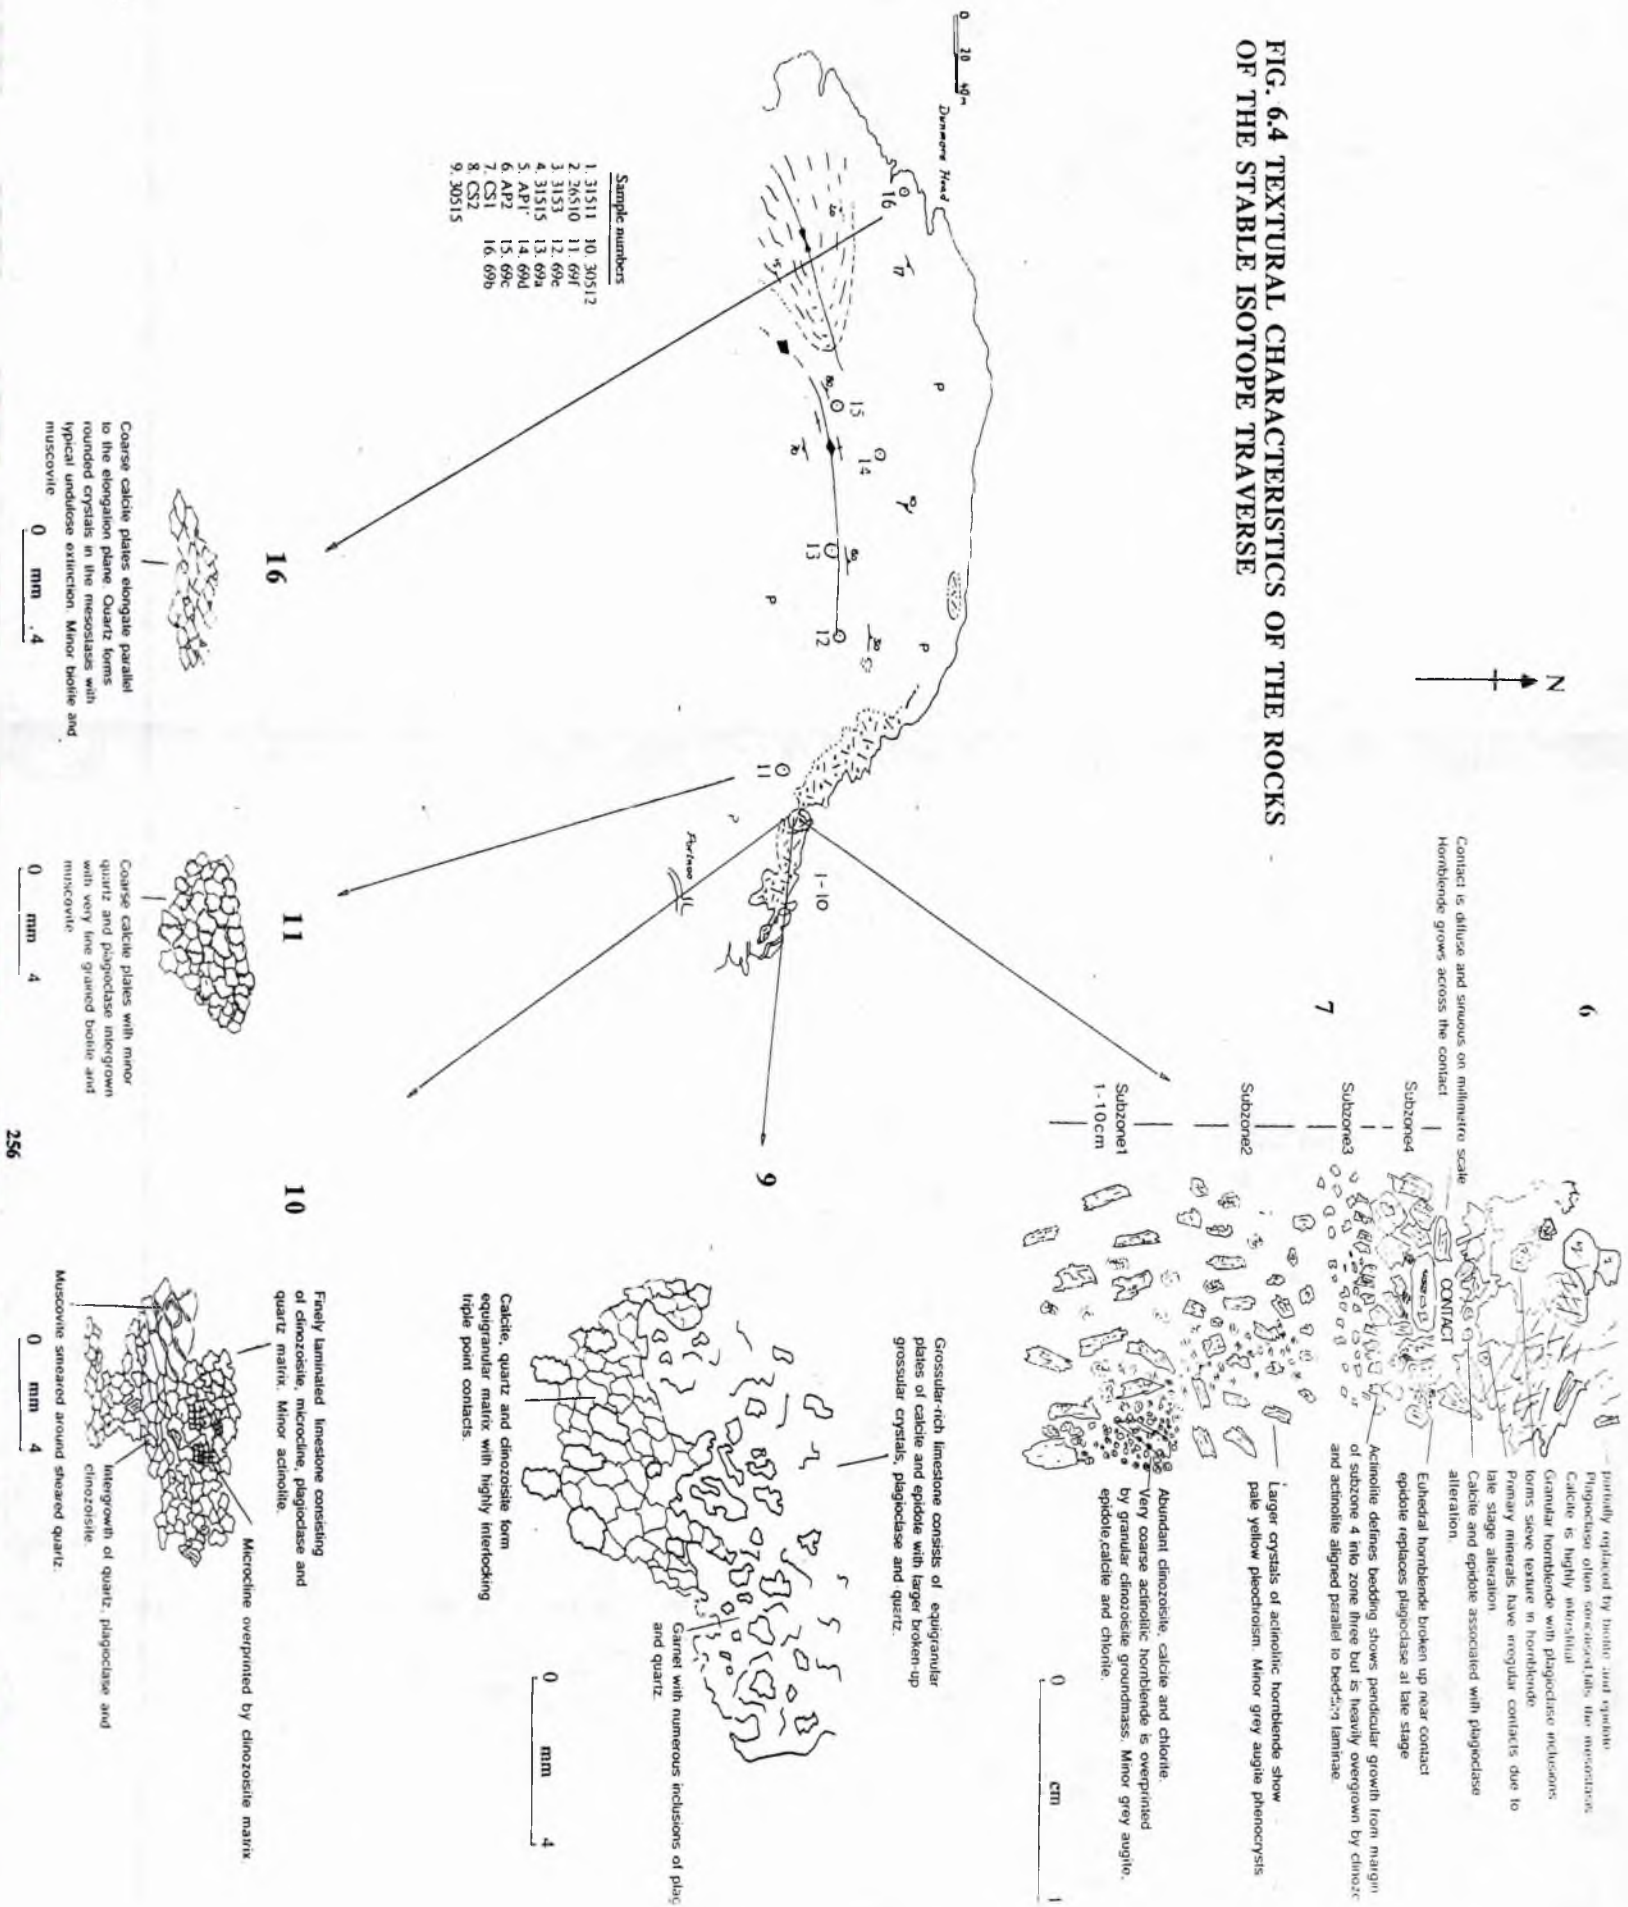 FIG. 6.4 TEXTURAL CHARACTERISTICS OF THE ROCKS
OF THE STABLE ISOTOPE TRAVERSE
N
0 20 40m
Dunmore Head
16
17
20
15
P
80
15
14
70
80
13
60
P
12
50
P
11
P
Portnoo
1-10
Sample numbers
1. 31511 10. 30512
2. 26510 11. 69f
3. 3153 12. 69e
4. 31515 13. 69a
5. AP1 14. 69d
6. AP2 15. 69c
7. CS1 16. 69b
8. CS2
9. 30515
6
partially replaced by biotite and epidote
Plagioclase often sericitised, fills the mesostasis
Calcite is highly interstitial
Granular hornblende with plagioclase inclusions
forms sieve texture in hornblende
Primary minerals have irregular contacts due to
late stage alteration
Calcite and epidote associated with plagioclase
alteration.
Contact is diffuse and sinuous on millimetre scale
Hornblende grows across the contact
CONTACT
7
Subzone4
Subzone3
Subzone2
Subzone1
1-10cm
Euhedral hornblende broken up near contact
epidote replaces plagioclase at late stage
Actinolite defines bedding shows pendicular growth from margin
of subzone 4 into zone three but is heavily overgrown by
and actinolite aligned parallel to bedding laminae.
Larger crystals of actinolitic hornblende show
pale yellow pleochroism. Minor grey augite phenocrysts
Abundant clinozoisite, calcite and chlorite.
Very coarse actinolitic hornblende is overprinted
by granular clinozoisite groundmass. Minor grey augite,
epidote,calcite and chlorite.
0 cm 1
9
Grossular-rich limestone consists of equigranular
plates of calcite and epidote with larger broken-up
grossular crystals, plagioclase and quartz.
Calcite, quartz and clinozoisite form
equigranular matrix with highly interlocking
triple point contacts.
Garnet with numerous inclusions of plag
and quartz.
0 mm 4
10
Finely laminated limestone consisting
of clinozoisite, microcline, plagioclase and
quartz matrix. Minor actinolite.
Microcline overprinted by clinozoisite matrix.
Intergrowth of quartz, plagioclase and
clinozoisite.
Muscovite smeared around sheared quartz.
0 mm 4
11
Coarse calcite plates with minor
quartz and plagioclase intergrown
with very fine grained biotite and
muscovite
0 mm 4
16
Coarse calcite plates elongate parallel
to the elongation plane. Quartz forms
rounded crystals in the mesostasis with
typical undulose extinction. Minor biotite and
muscovite
0 mm .4
256